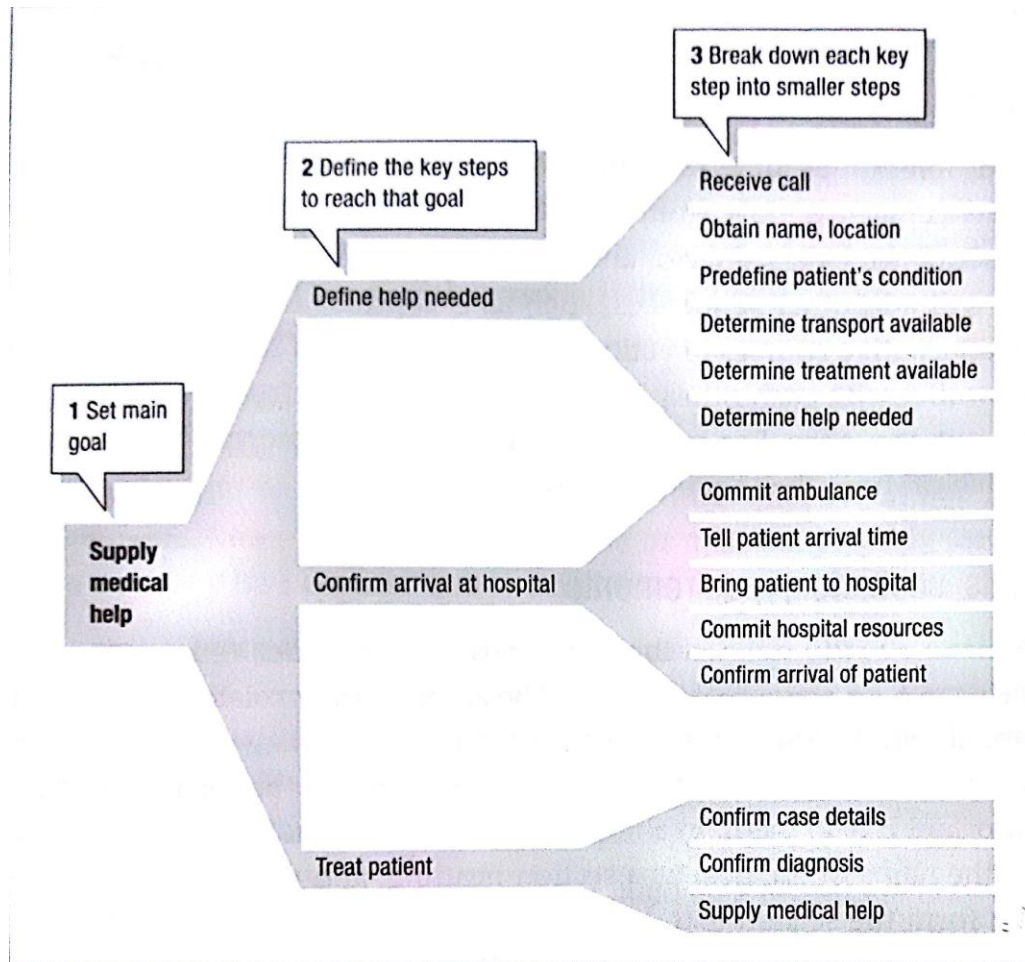 3 Break down each key
step into smaller steps
2 Define the key steps
to reach that goal
Receive call
Obtain name, location
Predefine patient's condition
Define help needed
Determine transport available
Determine treatment available
Determine help needed
1 Set main
goal
Commit ambulance
Tell patient arrival time
Supply
medical
help
Confirm arrival at hospital
Bring patient to hospital
Commit hospital resources
Confirm arrival of patient
Confirm case details
Treat patient
Confirm diagnosis
Supply medical help